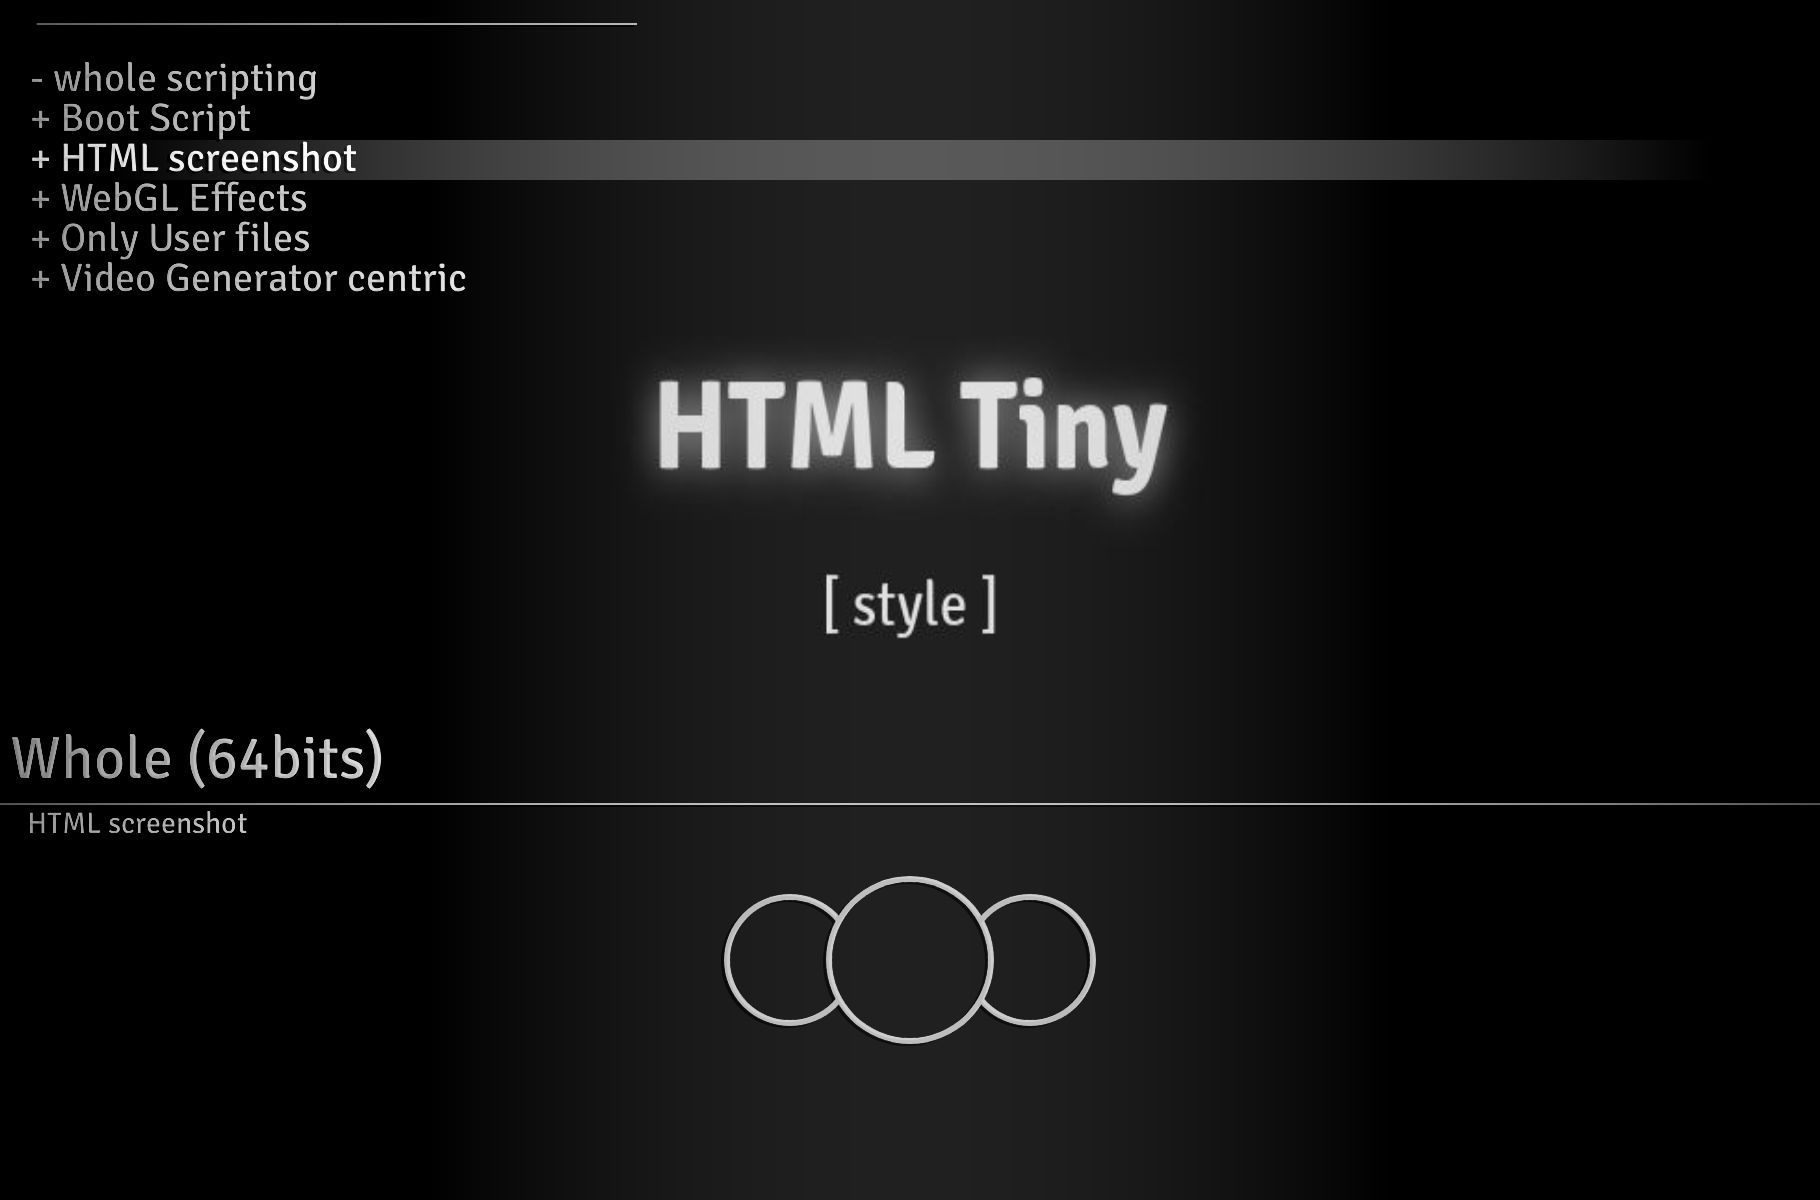 - whole scripting
+ Boot Script
+ HTML screenshot
+ WebGL Effects
+ Only User files
+ Video Generator centric
HTML Tiny
[ style ]
Whole (64bits)
HTML screenshot